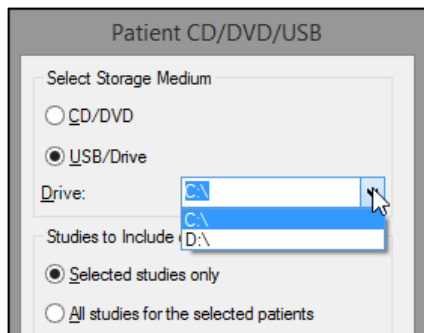 Patient CD/DVD/USB
Select Storage Medium
CD/DVD
USB/Drive
Drive: C:\
C:\
D:\
Studies to Include
Selected studies only
All studies for the selected patients